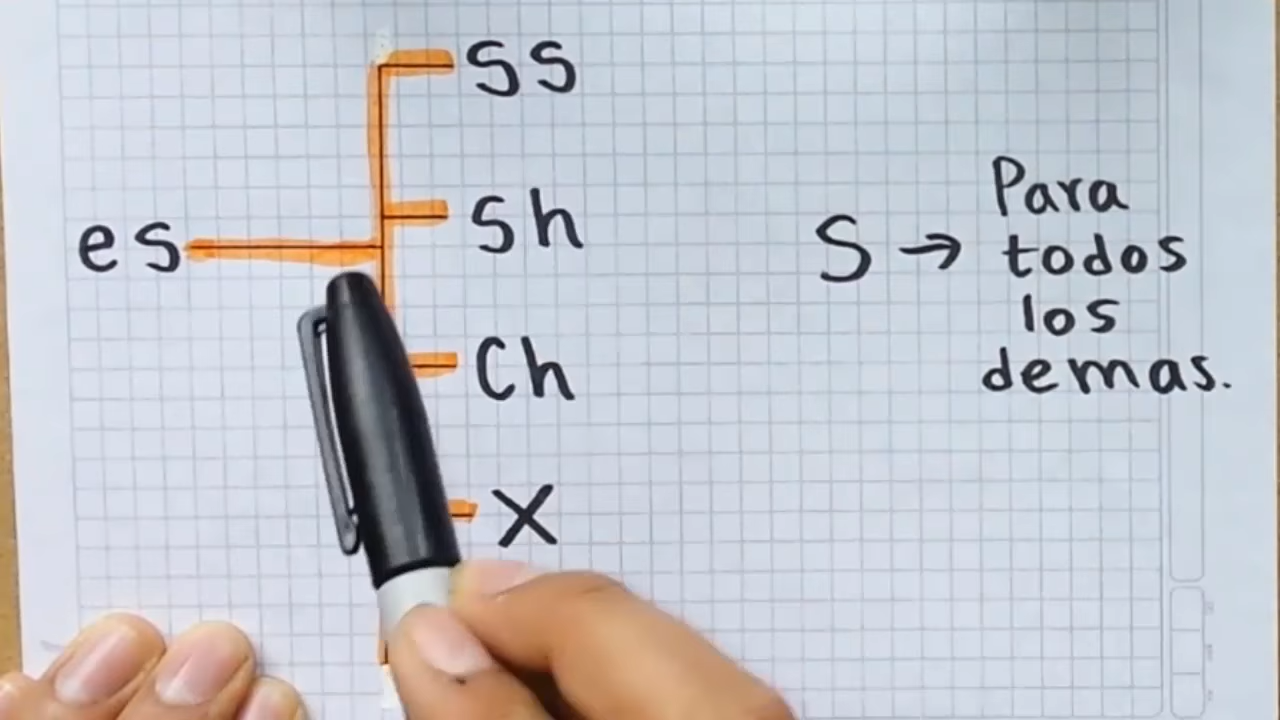 es
ss
sh
Ch
X
S → Para
todos
los
demas.